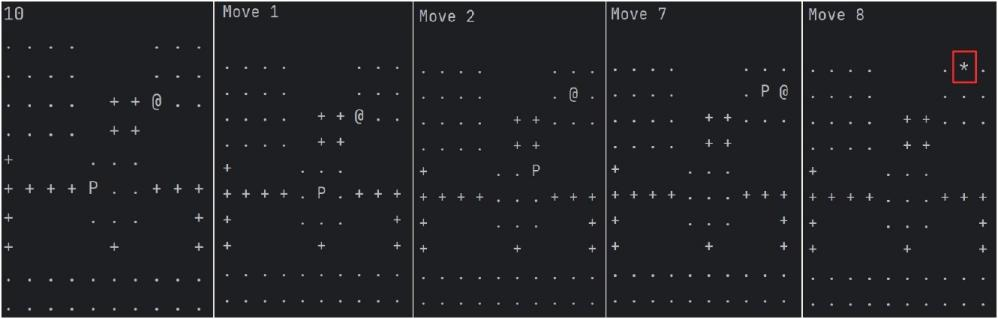 10
. . . .       . . .
. . . .       . . .
. . . .   + + @ . .
. . . .   + +
+       . . .
+ + + + P . . + + +
+       . . .     +
+         +       +
. . . . . . . . . .
. . . . . . . . . .
Move 1
. . . .       . . .
. . . .       . . .
. . . .   + + @ . .
. . . .   + +
+       . . .
+ + + + . P . + + +
+       . . .     +
+         +       +
. . . . . . . . . .
. . . . . . . . . .
Move 2
. . . .       . . .
. . . .         @ .
. . . .   + +
. . . .   + +
+       . . P
+ + + + . . . + + +
+       . . .     +
+         +       +
. . . . . . . . . .
. . . . . . . . . .
Move 7
. . . .       . . .
. . . .       . P @
. . . .   + + . . .
. . . .   + +
+       . . .
+ + + + . . . + + +
+       . . .     +
+         +       +
. . . . . . . . . .
. . . . . . . . . .
Move 8
. . . .       . * .
. . . .       . . .
. . . .   + + . . .
. . . .   + +
+       . . .
+ + + + . . . + + +
+       . . .     +
+         +       +
. . . . . . . . . .
. . . . . . . . . .